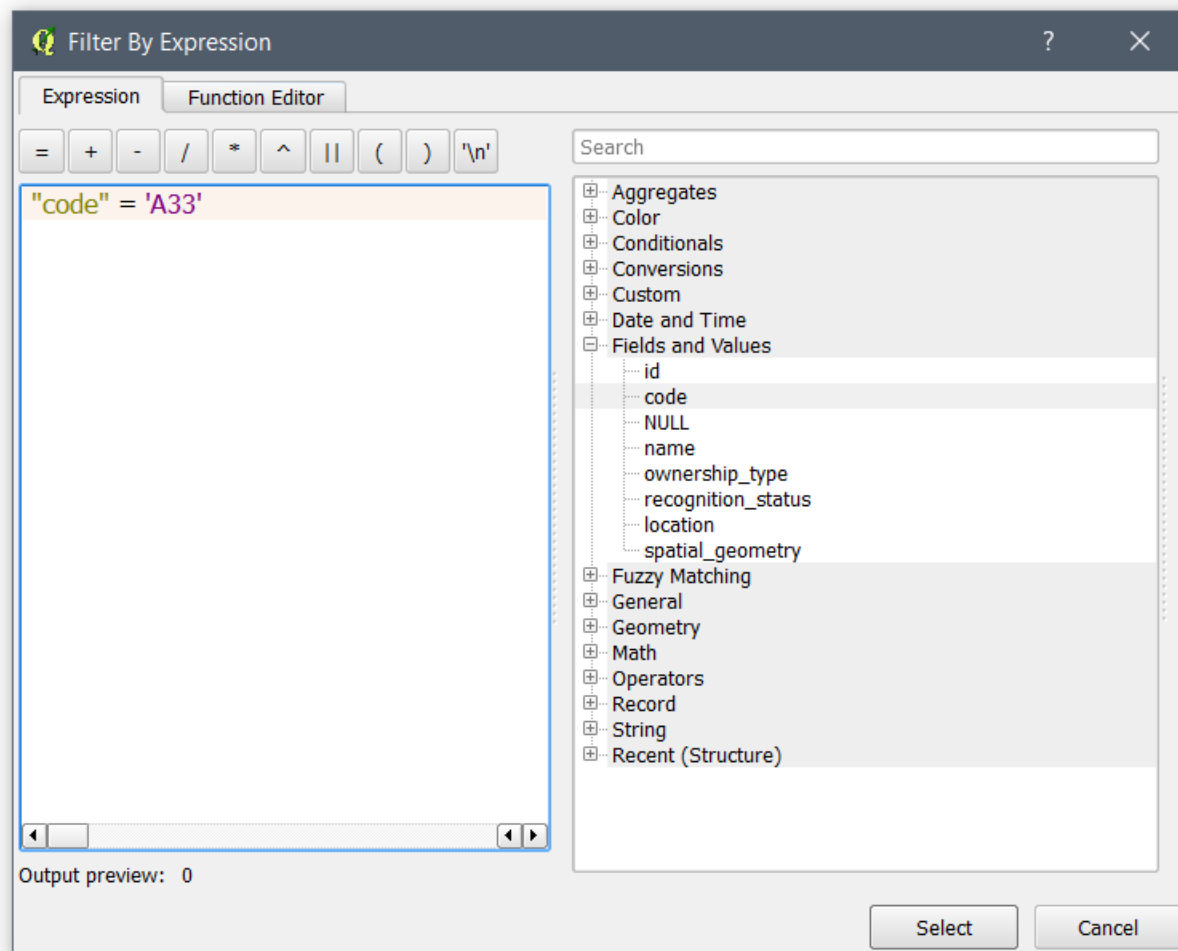 Filter By Expression
? ×
Expression Function Editor
= + - / * ^ || ( ) '\n'
"code" = 'A33'
Output preview: 0
Search
Aggregates
Color
Conditionals
Conversions
Custom
Date and Time
Fields and Values
id
code
NULL
name
ownership_type
recognition_status
location
spatial_geometry
Fuzzy Matching
General
Geometry
Math
Operators
Record
String
Recent (Structure)
Select Cancel